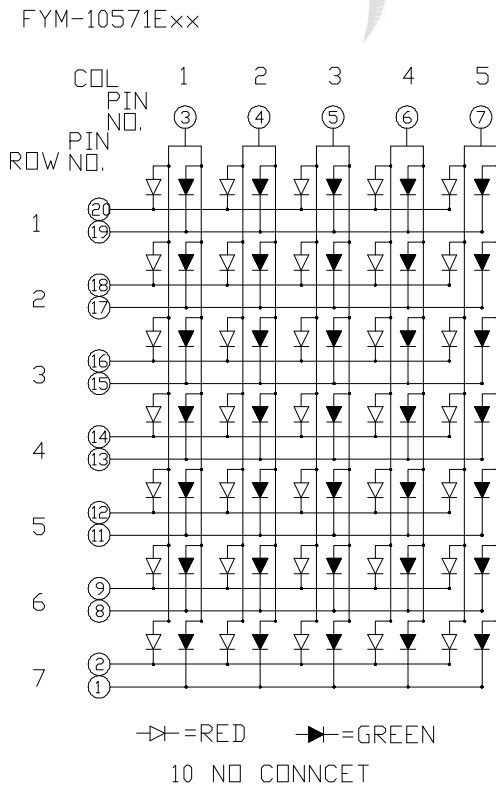 FYM-10571Exx
COL 1 2 3 4 5
PIN NO. 3 4 5 6 7
ROW PIN NO.
1 20
19
2 18
17
3 16
15
4 14
13
5 12
11
6 9
8
7 2
1
=RED =GREEN
10 NO CONNCET